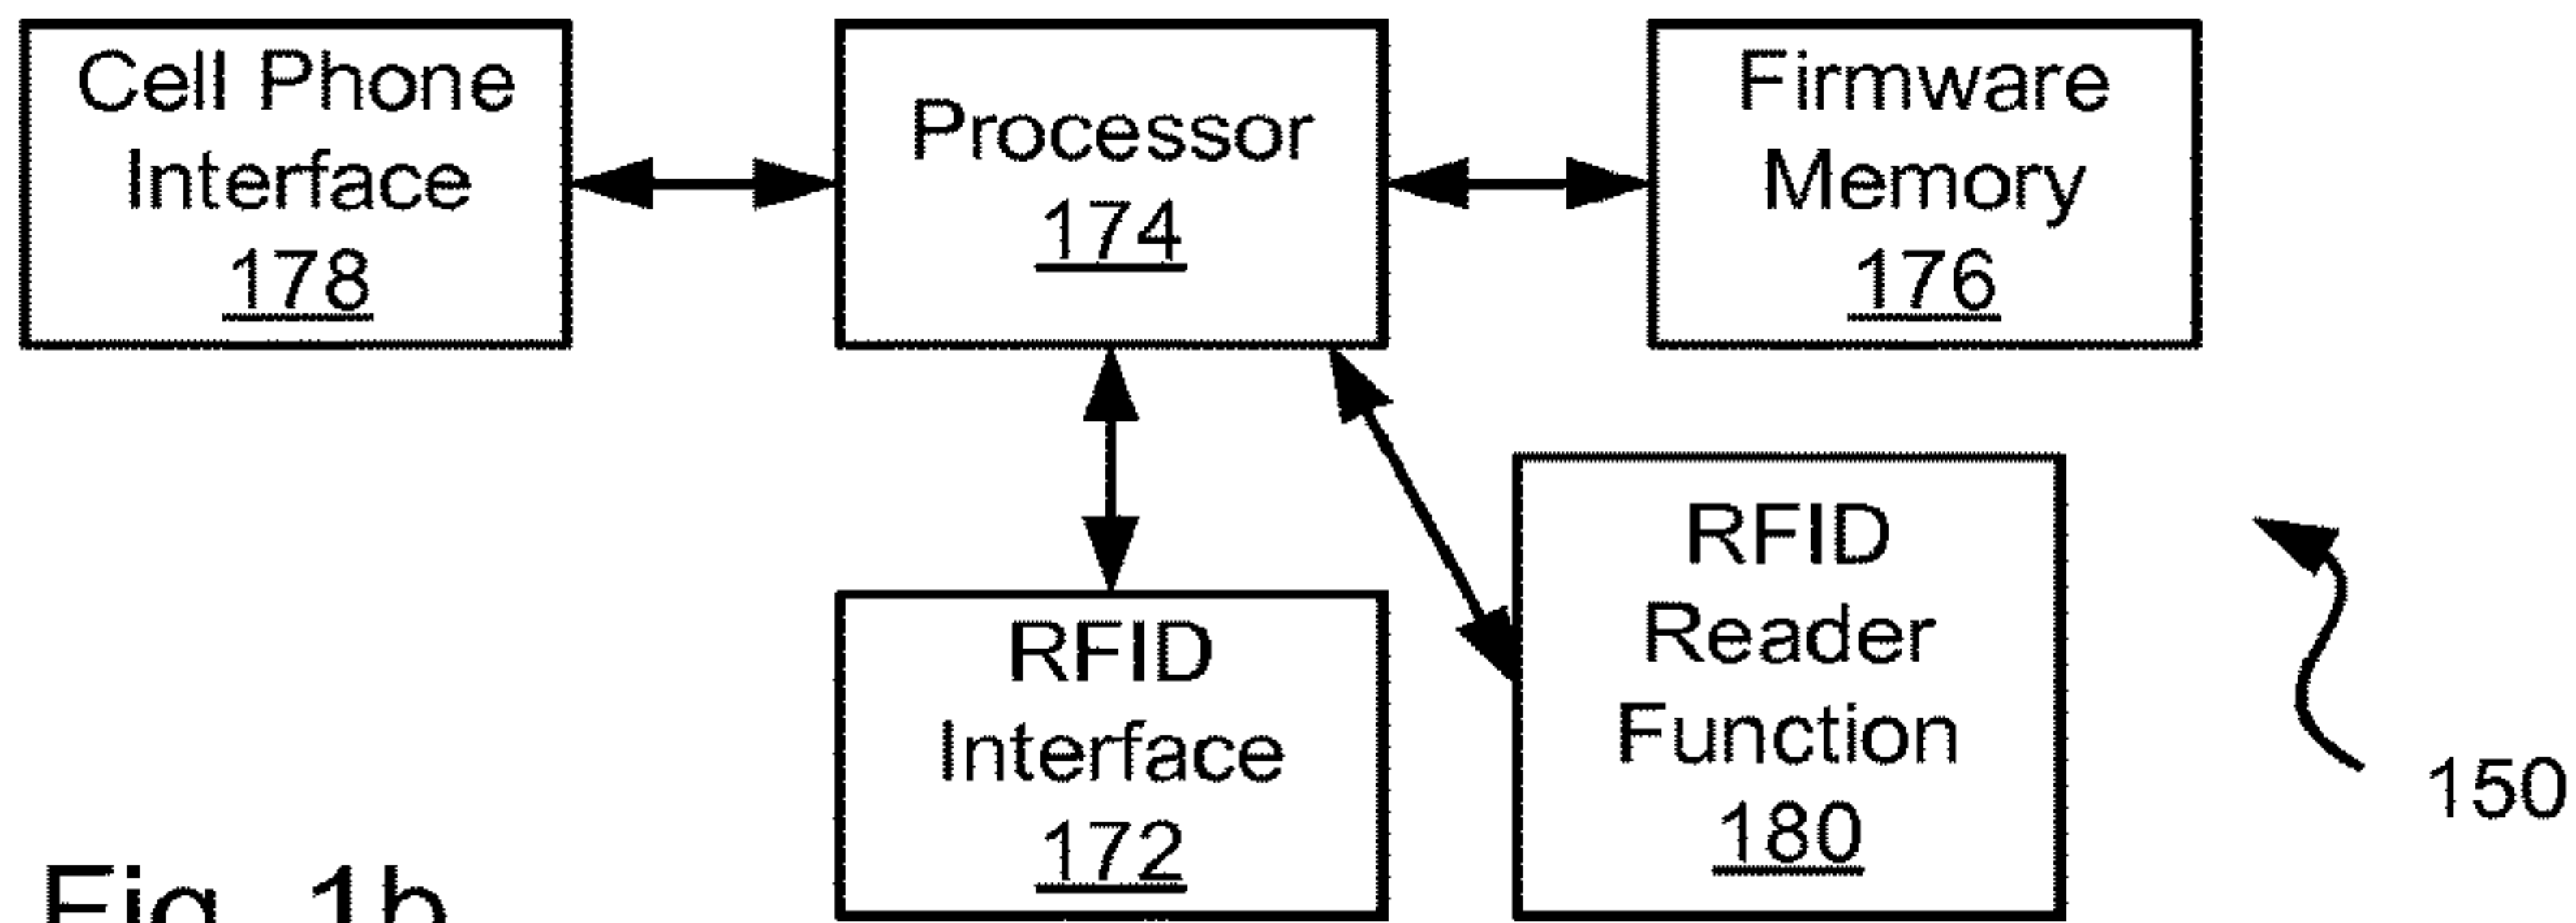 Cell Phone
Interface
178
Processor
174
Firmware
Memory
176
RFID
Interface
172
RFID
Reader
Function
180
150
Fig. 1b